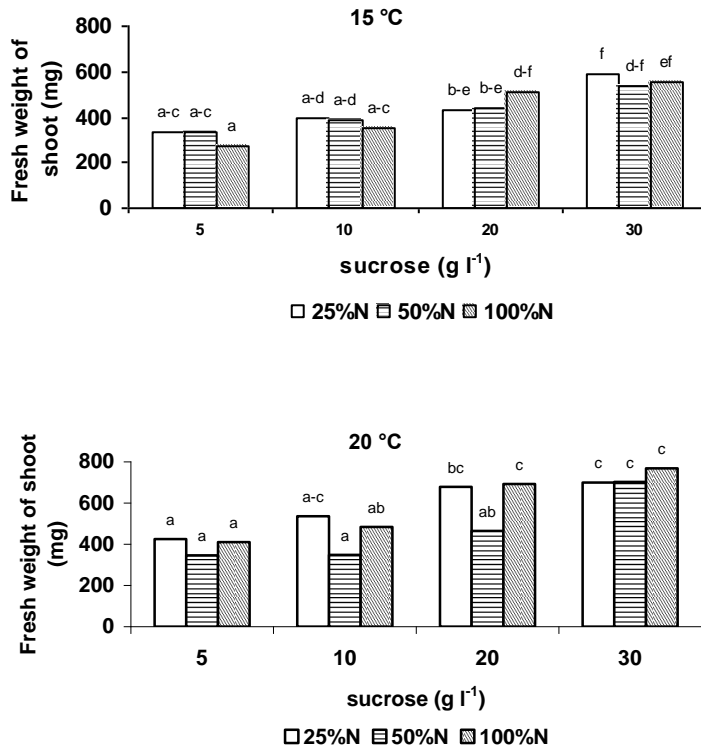 15 °C
Fresh weight of
shoot (mg)
800
600
400
200
0
a-c a-c a
a-d a-d a-c
b-e b-e d-f
f d-f ef
5 10 20 30
sucrose (g l⁻¹)
25%N 50%N 100%N
20 °C
Fresh weight of shoot
(mg)
800
600
400
200
0
a a a
a-c a ab
bc ab c
c c c
5 10 20 30
sucrose (g l⁻¹)
25%N 50%N 100%N